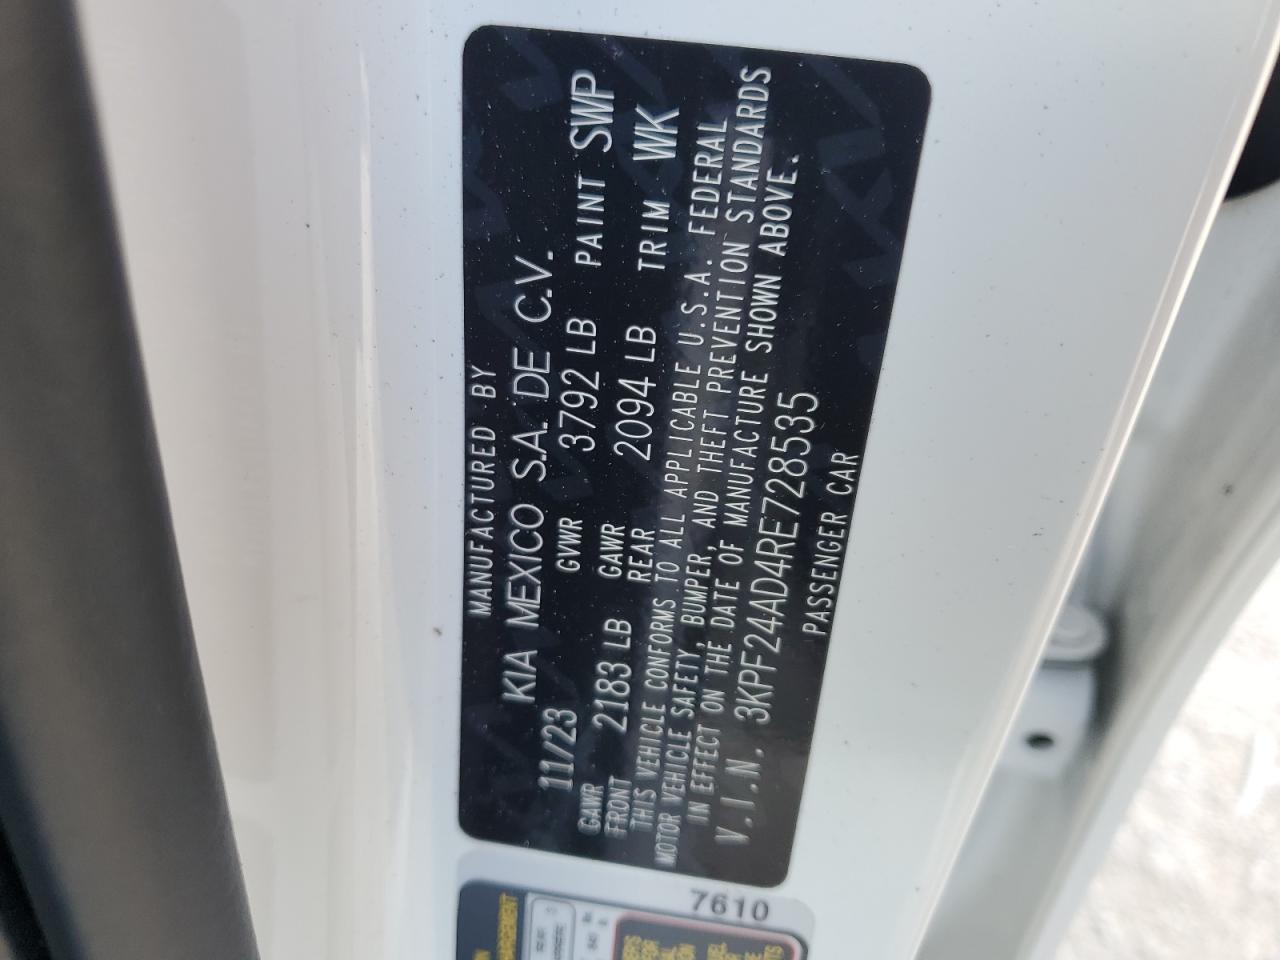 MANUFACTURED BY
KIA MEXICO S.A. DE C.V.
11/23 GVWR 3792 LB PAINT SWP
GAWR FRONT 2183 LB GAWR REAR 2094 LB TRIM WK
THIS VEHICLE CONFORMS TO ALL APPLICABLE U.S.A. FEDERAL
MOTOR VEHICLE SAFETY, BUMPER, AND THEFT PREVENTION STANDARDS
IN EFFECT ON THE DATE OF MANUFACTURE SHOWN ABOVE.
V.I.N. 3KPF24AD4RE728535
PASSENGER CAR
7610